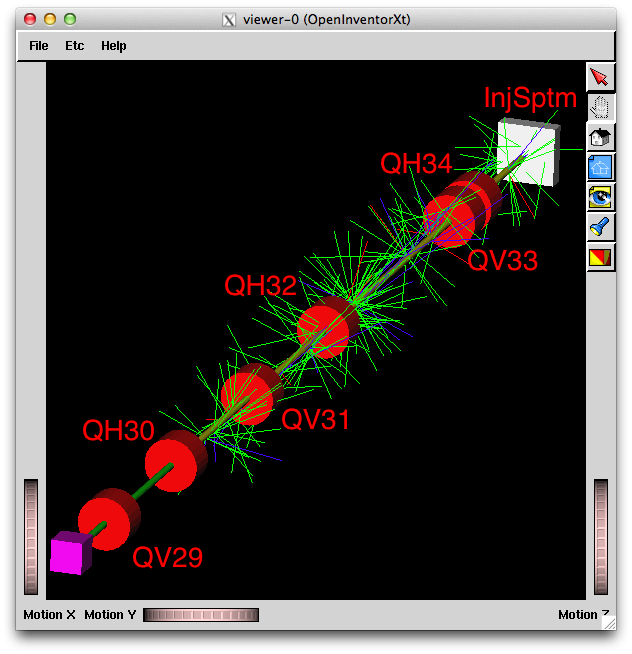 viewer-0 (OpenInventorXt)
File Etc Help
InjSptm
QH34
QV33
QH32
QV31
QH30
QV29
Motion X Motion Y Motion Z